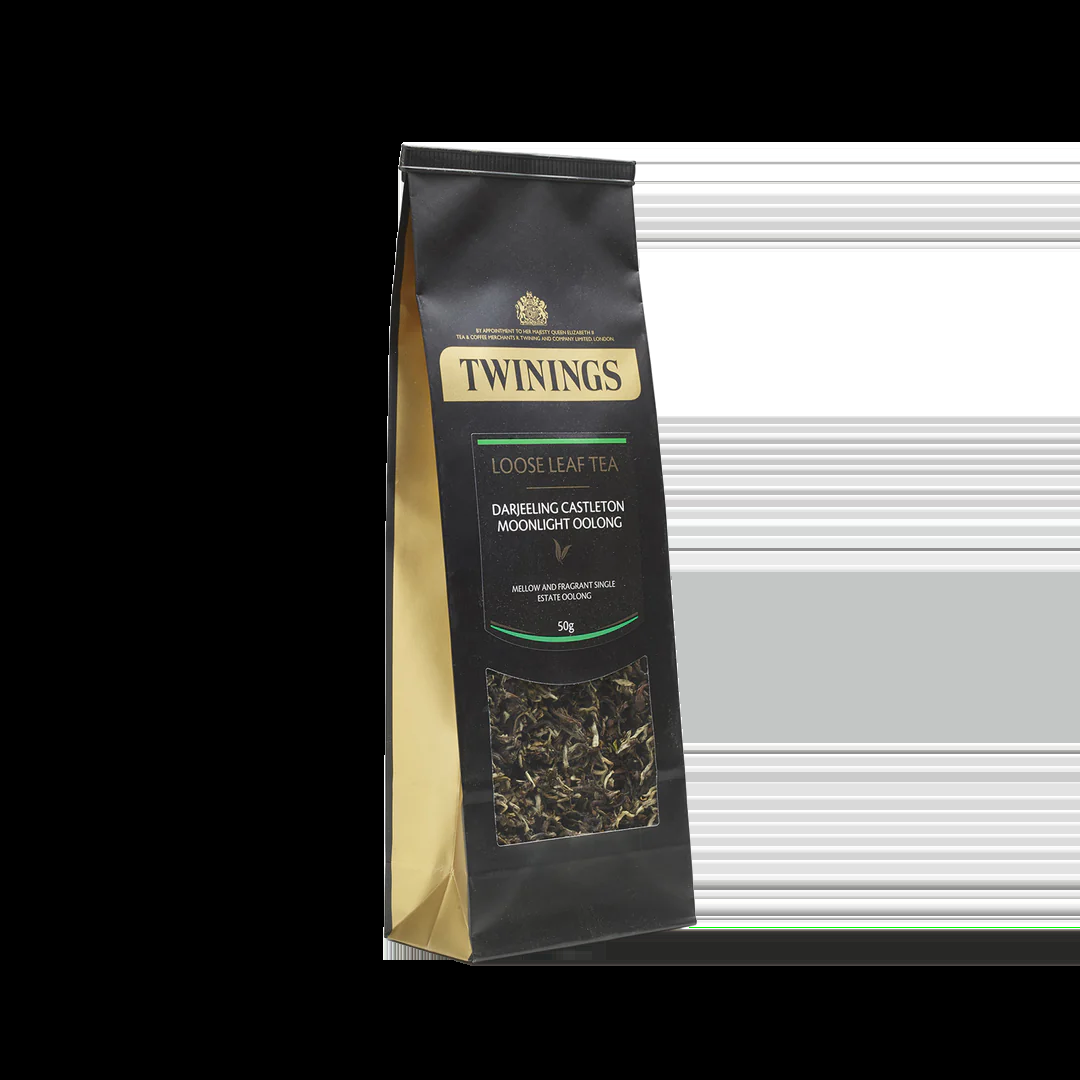 BY APPOINTMENT TO HER MAJESTY QUEEN ELIZABETH II
TEA & COFFEE MERCHANTS R. TWINING AND COMPANY LIMITED. LONDON.
TWININGS
LOOSE LEAF TEA
DARJEELING CASTLETON
MOONLIGHT OOLONG
MELLOW AND FRAGRANT SINGLE
ESTATE OOLONG
50g